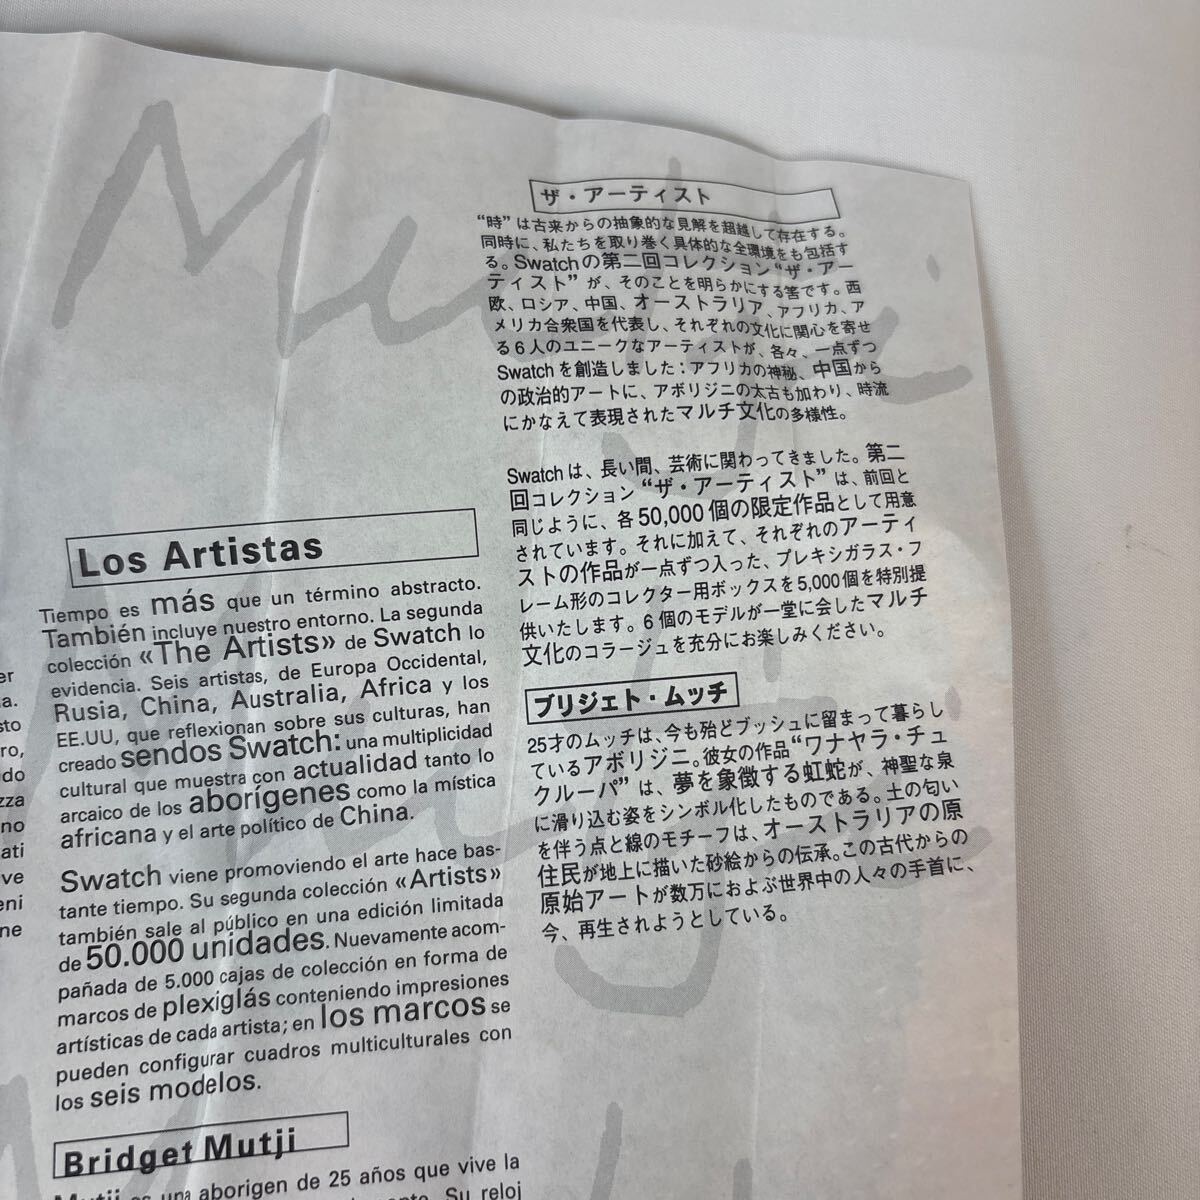 er
a.
sto
ro,
do
zza
no
ati
ve
eni
ne
Los Artistas
Tiempo es más que un término abstracto.
También incluye nuestro entorno. La segunda
colección «The Artists» de Swatch lo
evidencia. Seis artistas, de Europa Occidental,
Rusia, China, Australia, Africa y los
EE.UU, que reflexionan sobre sus culturas, han
creado sendos Swatch: una multiplicidad
cultural que muestra con actualidad tanto lo
arcaico de los aborígenes como la mística
africana y el arte político de China.
Swatch viene promoviendo el arte hace bas-
tante tiempo. Su segunda colección «Artists»
también sale al público en una edición limitada
de 50.000 unidades. Nuevamente acom-
pañada de 5.000 cajas de colección en forma de
marcos de plexiglás conteniendo impresiones
artísticas de cada artista; en los marcos se
pueden configurar cuadros multiculturales con
los seis modelos.
Bridget Mutji
Mutji es una aborigen de 25 años que vive la
Su reloj
ザ・アーティスト
“時”は古来からの抽象的な見解を超越して存在する。
同時に、私たちを取り巻く具体的な全環境をも包括す
る。Swatchの第二回コレクション“ザ・アー
ティスト”が、そのことを明らかにする筈です。西
欧、ロシア、中国、オーストラリア、アフリカ、ア
メリカ合衆国を代表し、それぞれの文化に関心を寄せ
る6人のユニークなアーティストが、各々、一点ずつ
Swatchを創造しました：アフリカの神秘、中国から
の政治的アートに、アボリジニの太古も加わり、時流
にかなえて表現されたマルチ文化の多様性。
Swatchは、長い間、芸術に関わってきました。第二
回コレクション“ザ・アーティスト”は、前回と
同じように、各50,000個の限定作品として用意
されています。それに加えて、それぞれのアーティ
ストの作品が一点ずつ入った、プレキシガラス・フ
レーム形のコレクター用ボックスを5,000個を特別提
供いたします。6個のモデルが一堂に会したマルチ
文化のコラージュを充分にお楽しみください。
ブリジェト・ムッチ
25才のムッチは、今も殆どブッシュに留まって暮らし
ているアボリジニ。彼女の作品“ワナヤラ・チュ
クルーパ”は、夢を象徴する虹蛇が、神聖な泉
に滑り込む姿をシンボル化したものである。土の匂い
を伴う点と線のモチーフは、オーストラリアの原
住民が地上に描いた砂絵からの伝承。この古代からの
原始アートが数万におよぶ世界中の人々の手首に、
今、再生されようとしている。